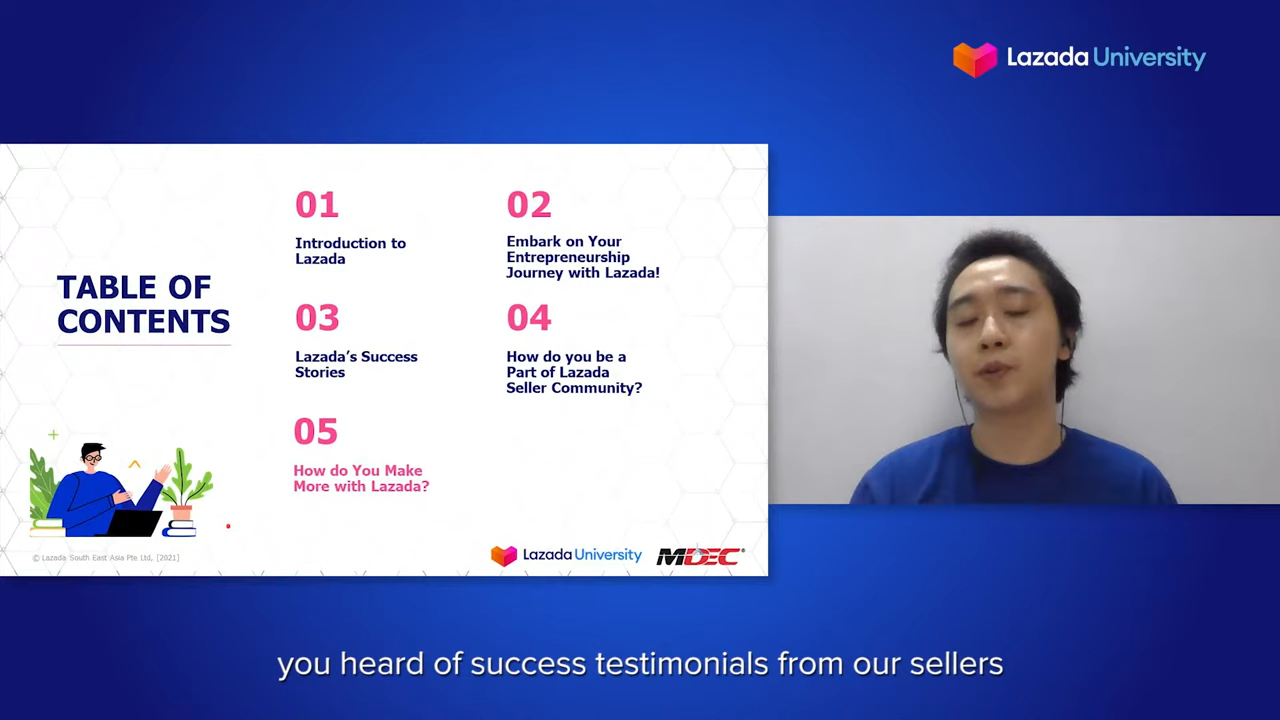 Lazada University
01
Introduction to
Lazada
02
Embark on Your
Entrepreneurship
Journey with Lazada!
TABLE OF
CONTENTS
03
Lazada’s Success
Stories
04
How do you be a
Part of Lazada
Seller Community?
05
How do You Make
More with Lazada?
© Lazada South East Asia Pte Ltd, [2021]
Lazada University
MDEC
you heard of success testimonials from our sellers